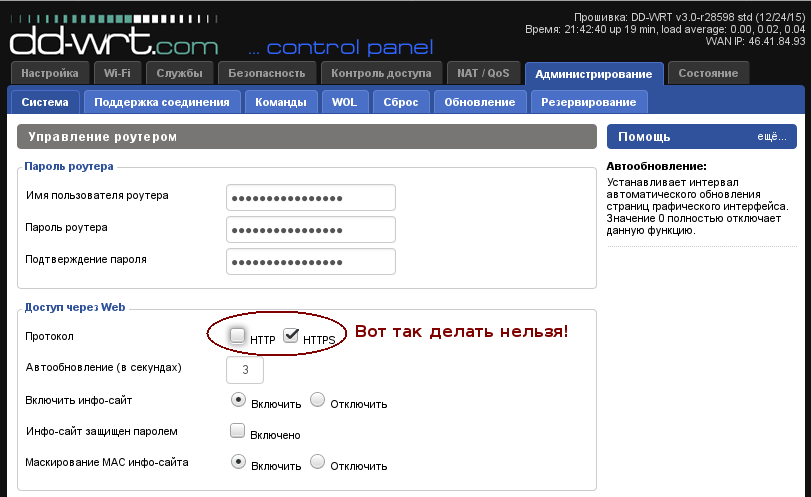 Прошивка: DD-WRT v3.0-r28598 std (12/24/15)
Время: 21:42:40 up 19 min, load average: 0.00, 0.02, 0.04
WAN IP: 46.41.84.93
dd-wrt.com ... control panel
Настройка Wi-Fi Службы Безопасность Контроль доступа NAT / QoS Администрирование Состояние
Система Поддержка соединения Команды WOL Сброс Обновление Резервирование
Управление роутером
Пароль роутера
Имя пользователя роутера ●●●●●●●●●●●●●●●●
Пароль роутера ●●●●●●●●●●●●●●●●
Подтверждение пароля ●●●●●●●●●●●●●●●●
Доступ через Web
Протокол HTTP HTTPS Вот так делать нельзя!
Автообновление (в секундах) 3
Включить инфо-сайт Включить Отключить
Инфо-сайт защищен паролем Включено
Маскирование MAC инфо-сайта Включить Отключить
Помощь ещё...
Автообновление:
Устанавливает интервал
автоматического обновления
страниц графического интерфейса.
Значение 0 полностью отключает
данную функцию.